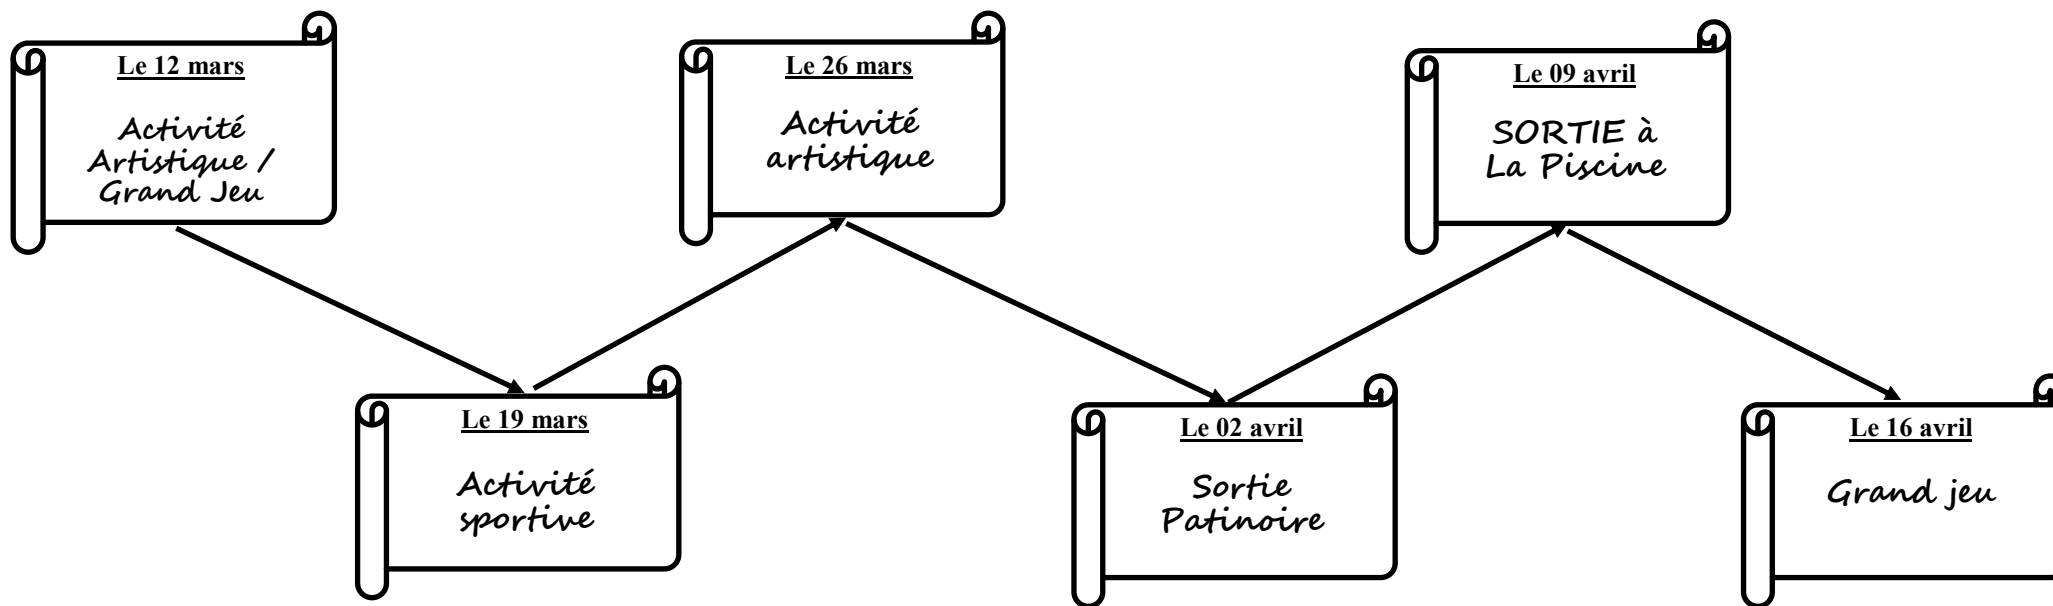 Le 12 mars
Activité
Artistique /
Grand Jeu
Le 19 mars
Activité
sportive
Le 26 mars
Activité
artistique
Le 02 avril
Sortie
Patinoire
Le 09 avril
SORTIE à
La Piscine
Le 16 avril
Grand jeu